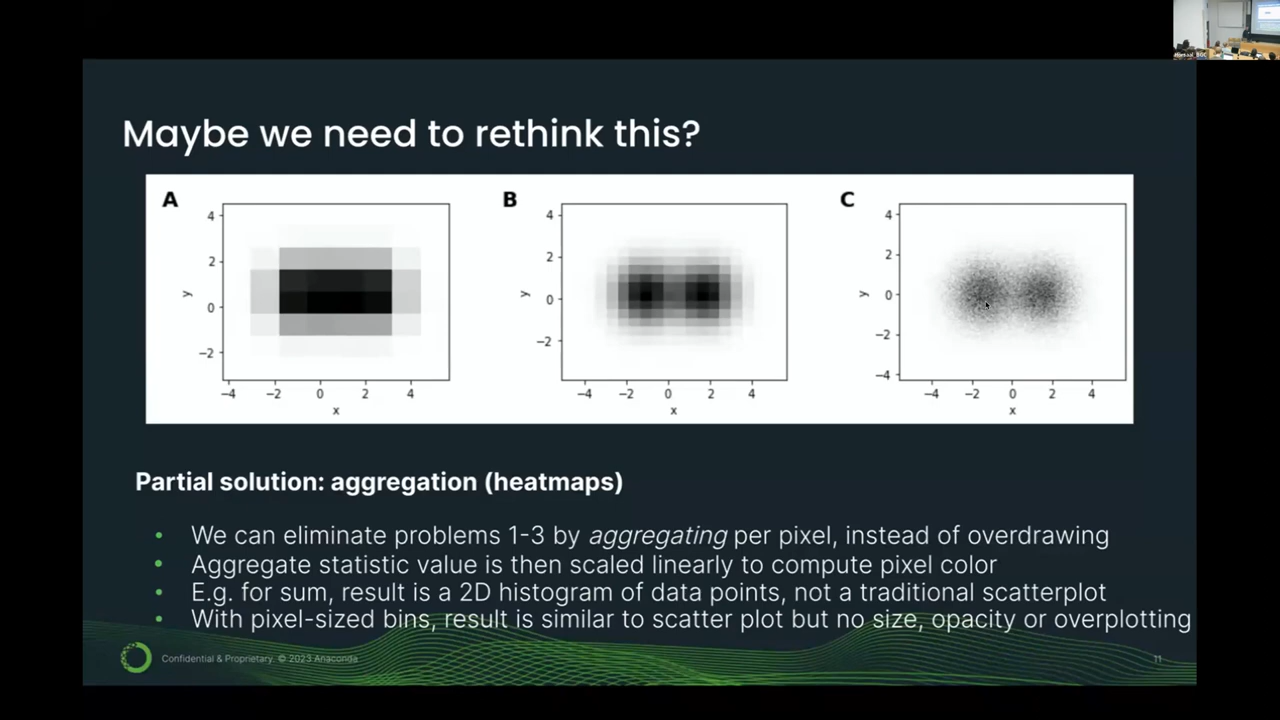 Maybe we need to rethink this?
A
B
C
4
2
0
−2
y
−4 −2 0 2 4
x
4
2
0
−2
y
−4 −2 0 2 4
x
4
2
0
−2
−4
y
−4 −2 0 2 4
x
Partial solution: aggregation (heatmaps)
• We can eliminate problems 1-3 by aggregating per pixel, instead of overdrawing
• Aggregate statistic value is then scaled linearly to compute pixel color
• E.g. for sum, result is a 2D histogram of data points, not a traditional scatterplot
• With pixel-sized bins, result is similar to scatter plot but no size, opacity or overplotting
Confidential & Proprietary. © 2023 Anaconda
11